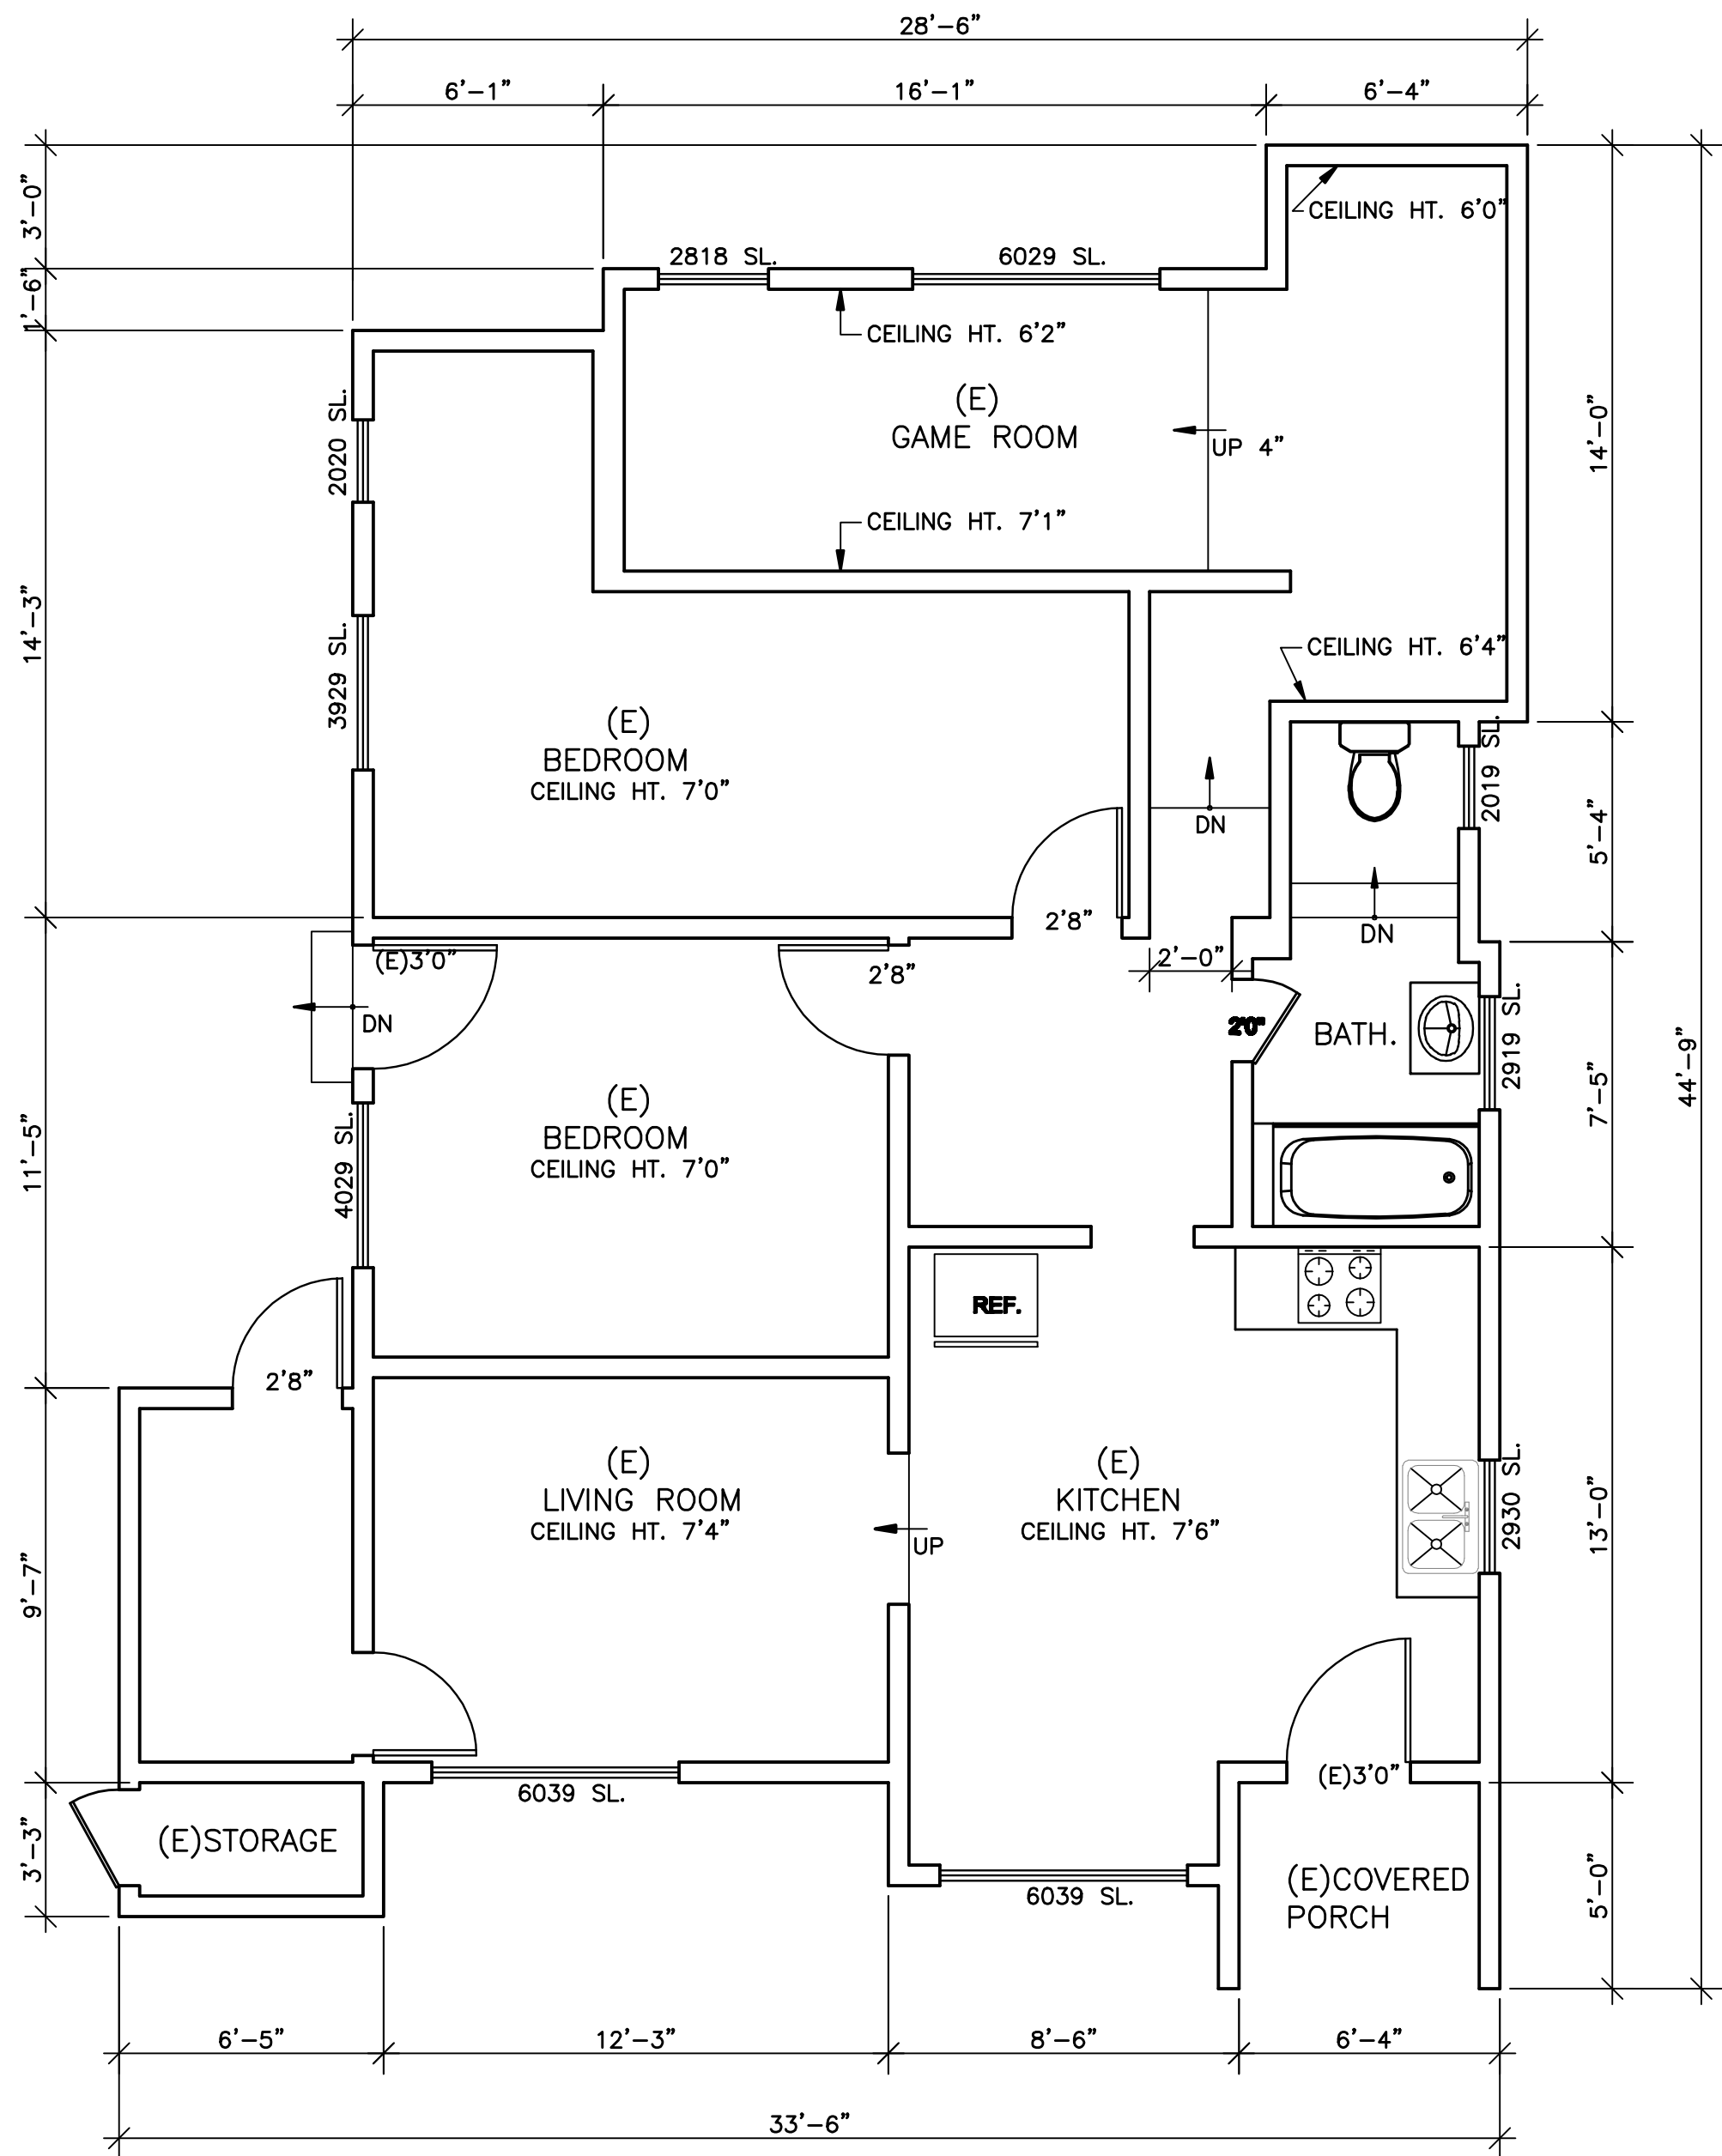 28'-6"
6'-1"
16'-1"
6'-4"
3'-0"
1'-6"
14'-3"
11'-5"
9'-7"
3'-3"
2818 SL.
6029 SL.
CEILING HT. 6'0"
CEILING HT. 6'2"
(E)
GAME ROOM
UP 4"
CEILING HT. 7'1"
CEILING HT. 6'4"
2020 SL.
3929 SL.
14'-0"
5'-4"
7'-5"
13'-0"
5'-0"
44'-9"
(E)
BEDROOM
CEILING HT. 7'0"
DN
2019 SL.
DN
2'8"
2'-0"
(E)3'0"
2'8"
DN
2'0"
BATH.
2919 SL.
(E)
BEDROOM
CEILING HT. 7'0"
4029 SL.
REF.
2'8"
(E)
LIVING ROOM
CEILING HT. 7'4"
UP
(E)
KITCHEN
CEILING HT. 7'6"
2930 SL.
6039 SL.
(E)3'0"
(E)STORAGE
(E)COVERED
PORCH
6039 SL.
6'-5"
12'-3"
8'-6"
6'-4"
33'-6"